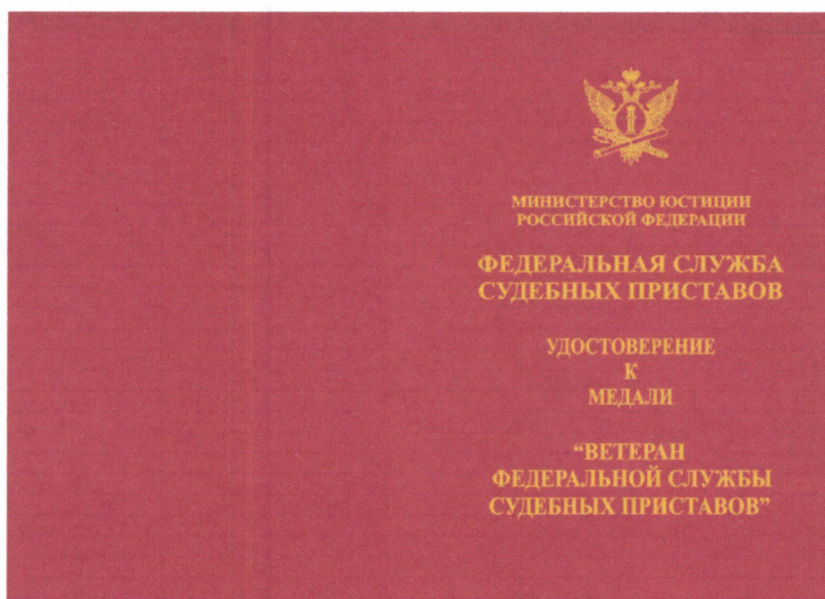 МИНИСТЕРСТВО ЮСТИЦИИ
РОССИЙСКОЙ ФЕДЕРАЦИИ
ФЕДЕРАЛЬНАЯ СЛУЖБА
СУДЕБНЫХ ПРИСТАВОВ
УДОСТОВЕРЕНИЕ
К
МЕДАЛИ
“ВЕТЕРАН
ФЕДЕРАЛЬНОЙ СЛУЖБЫ
СУДЕБНЫХ ПРИСТАВОВ”